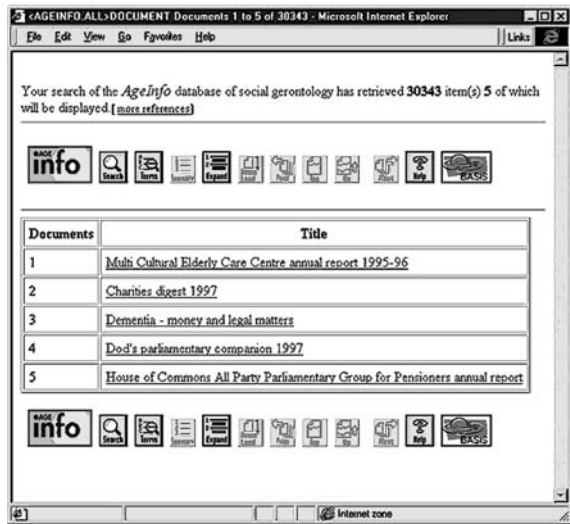 <AGEINFO.ALL>DOCUMENT Documents 1 to 5 of 30343 - Microsoft Internet Explorer
File Edit View Go Favorites Help
Links
Your search of the AgeInfo database of social gerontology has retrieved 30343 item(s) 5 of which
will be displayed.[more references]
AGE
info Search Terms Summary Expand Help BASIS
Documents Title
1 Multi Cultural Elderly Care Centre annual report 1995-96
2 Charities digest 1997
3 Dementia - money and legal matters
4 Dod's parliamentary companion 1997
5 House of Commons All Party Parliamentary Group for Pensioners annual report
AGE
info Search Terms Summary Expand Help BASIS
Internet zone